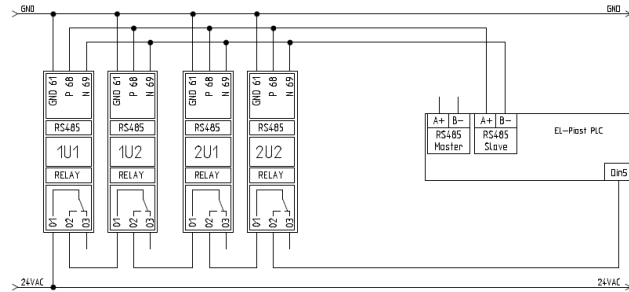 GND GND
GND 61 P 68 N 69 GND 61 P 68 N 69 GND 61 P 68 N 69 GND 61 P 68 N 69
A+ B- A+ B-
RS485 RS485 RS485 RS485 RS485 RS485 EL-Piast PLC
Master Slave
1U1 1U2 2U1 2U2
RELAY RELAY RELAY RELAY Din5
01 02 03 01 02 03 01 02 03 01 02 03
24VAC 24VAC